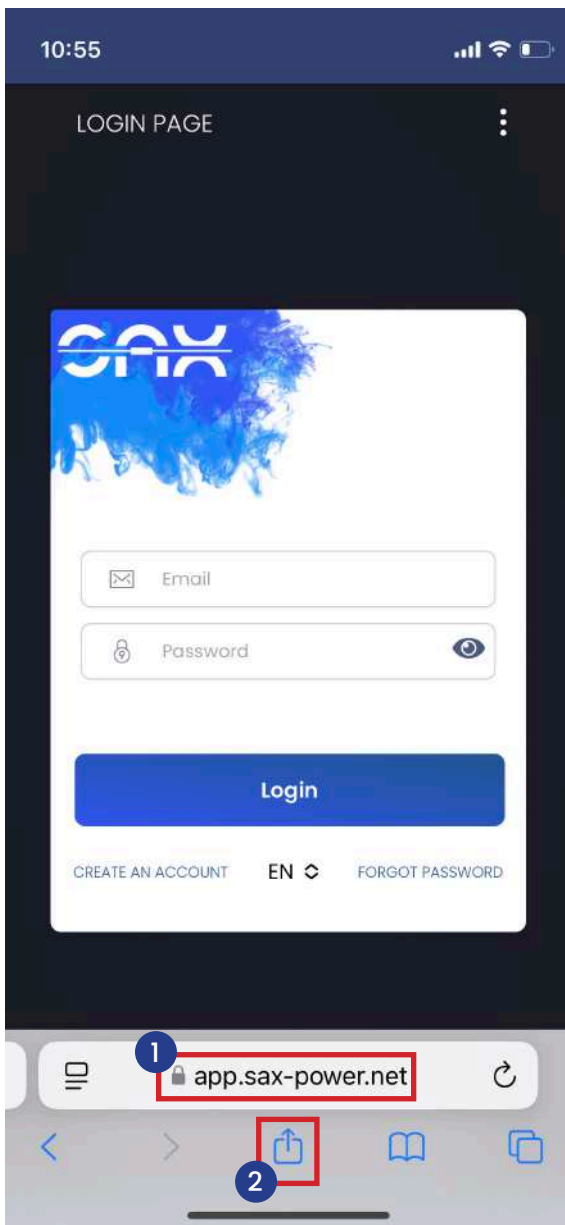 10:55
LOGIN PAGE
SAX
Email
Password
Login
CREATE AN ACCOUNT EN FORGOT PASSWORD
1
app.sax-power.net
2